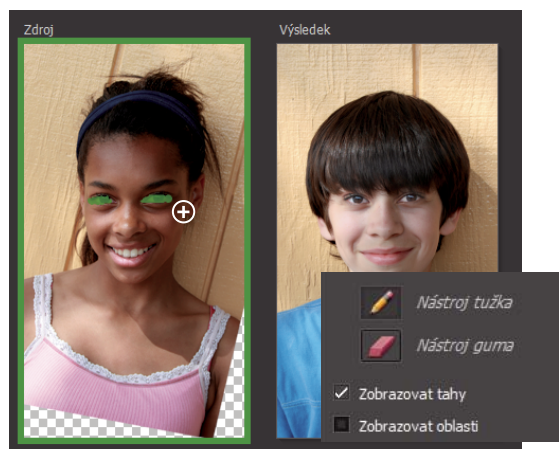 Zdroj
Výsledek
Nástroj tužka
Nástroj guma
Zobrazovat tahy
Zobrazovat oblasti